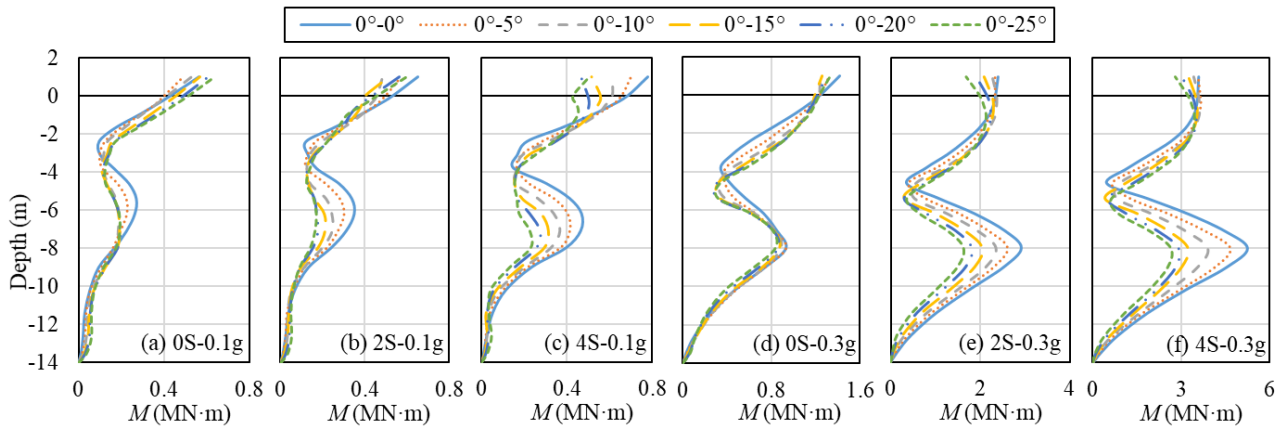 0°-0° 0°-5° 0°-10° 0°-15° 0°-20° 0°-25°
Depth (m)
2
0
-2
-4
-6
-8
-10
-12
-14
(a) 0S-0.1g
0 0.4 0.8
M (MN·m)
(b) 2S-0.1g
0 0.4 0.8
M (MN·m)
(c) 4S-0.1g
0 0.4 0.8
M (MN·m)
(d) 0S-0.3g
0 0.8 1.6
M (MN·m)
(e) 2S-0.3g
0 2 4
M (MN·m)
(f) 4S-0.3g
0 3 6
M (MN·m)